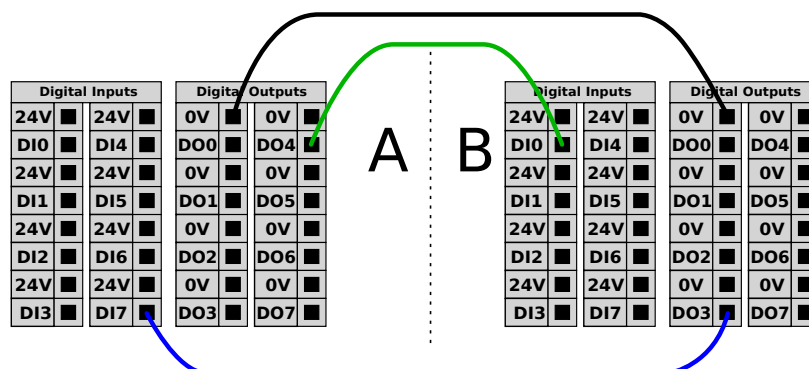 Digital Inputs Digital Outputs Digital Inputs Digital Outputs
24V 24V 0V 0V 24V 24V 0V 0V
DI0 DI4 DO0 DO4 A B DI0 DI4 DO0 DO4
24V 24V 0V 0V 24V 24V 0V 0V
DI1 DI5 DO1 DO5 DI1 DI5 DO1 DO5
24V 24V 0V 0V 24V 24V 0V 0V
DI2 DI6 DO2 DO6 DI2 DI6 DO2 DO6
24V 24V 0V 0V 24V 24V 0V 0V
DI3 DI7 DO3 DO7 DI3 DI7 DO3 DO7